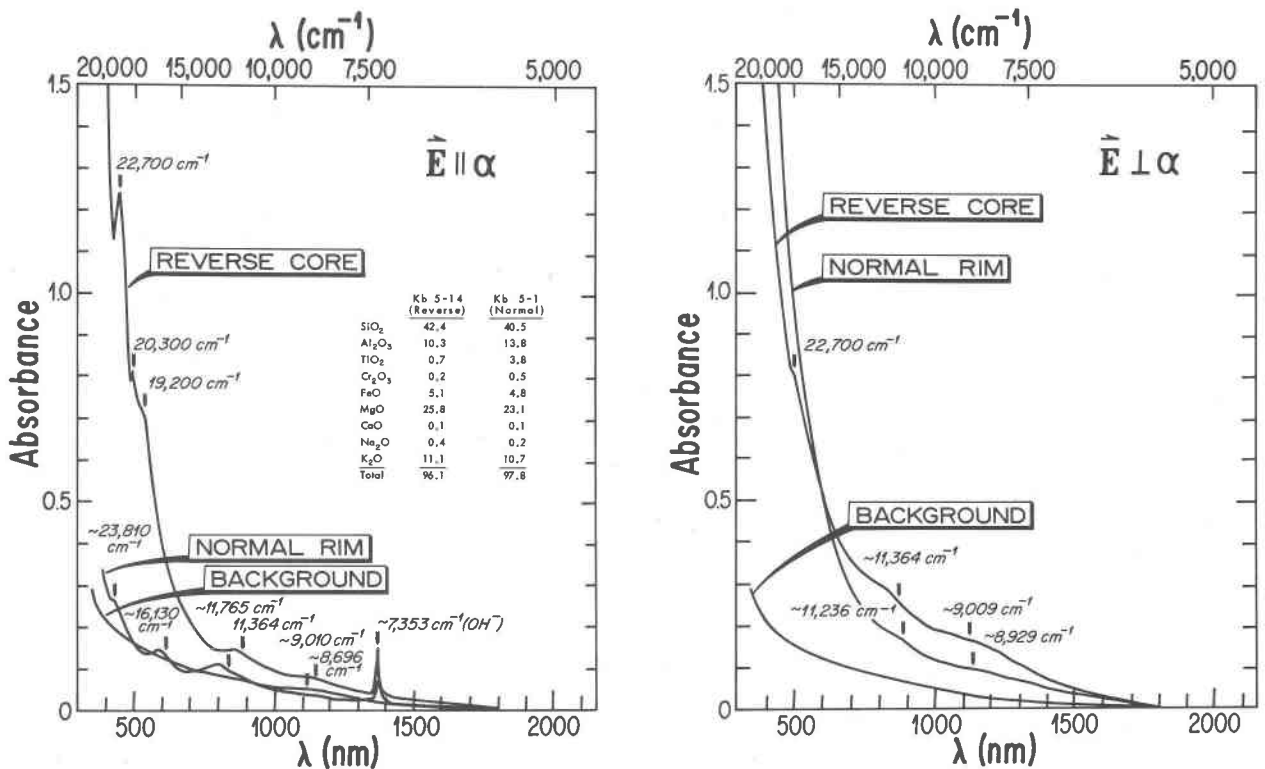 λ (cm⁻¹)
20,000 15,000 10,000 7,500 5,000
1.5
1.0
0.5
0
Absorbance
E ∥ α
22,700 cm⁻¹
REVERSE CORE
20,300 cm⁻¹
19,200 cm⁻¹
Kb 5-14 Kb 5-1
(Reverse) (Normal)
SiO₂ 42.4 40.5
Al₂O₃ 10.3 13.8
TiO₂ 0.7 3.8
Cr₂O₃ 0.2 0.5
FeO 5.1 4.8
MgO 25.8 23.1
CaO 0.1 0.1
Na₂O 0.4 0.2
K₂O 11.1 10.7
Total 96.1 97.8
~23,810
cm⁻¹
NORMAL RIM
BACKGROUND
~16,130
cm⁻¹
~11,765 cm⁻¹
11,364 cm⁻¹
~9,010 cm⁻¹
~8,696
cm⁻¹
~7,353 cm⁻¹(OH⁻)
500 1000 1500 2000
λ (nm)
λ (cm⁻¹)
20,000 15,000 10,000 7,500 5,000
1.5
1.0
0.5
0
Absorbance
E ⊥ α
REVERSE CORE
NORMAL RIM
22,700 cm⁻¹
BACKGROUND
~11,364 cm⁻¹
~11,236 cm⁻¹
~9,009 cm⁻¹
~8,929 cm⁻¹
500 1000 1500 2000
λ (nm)